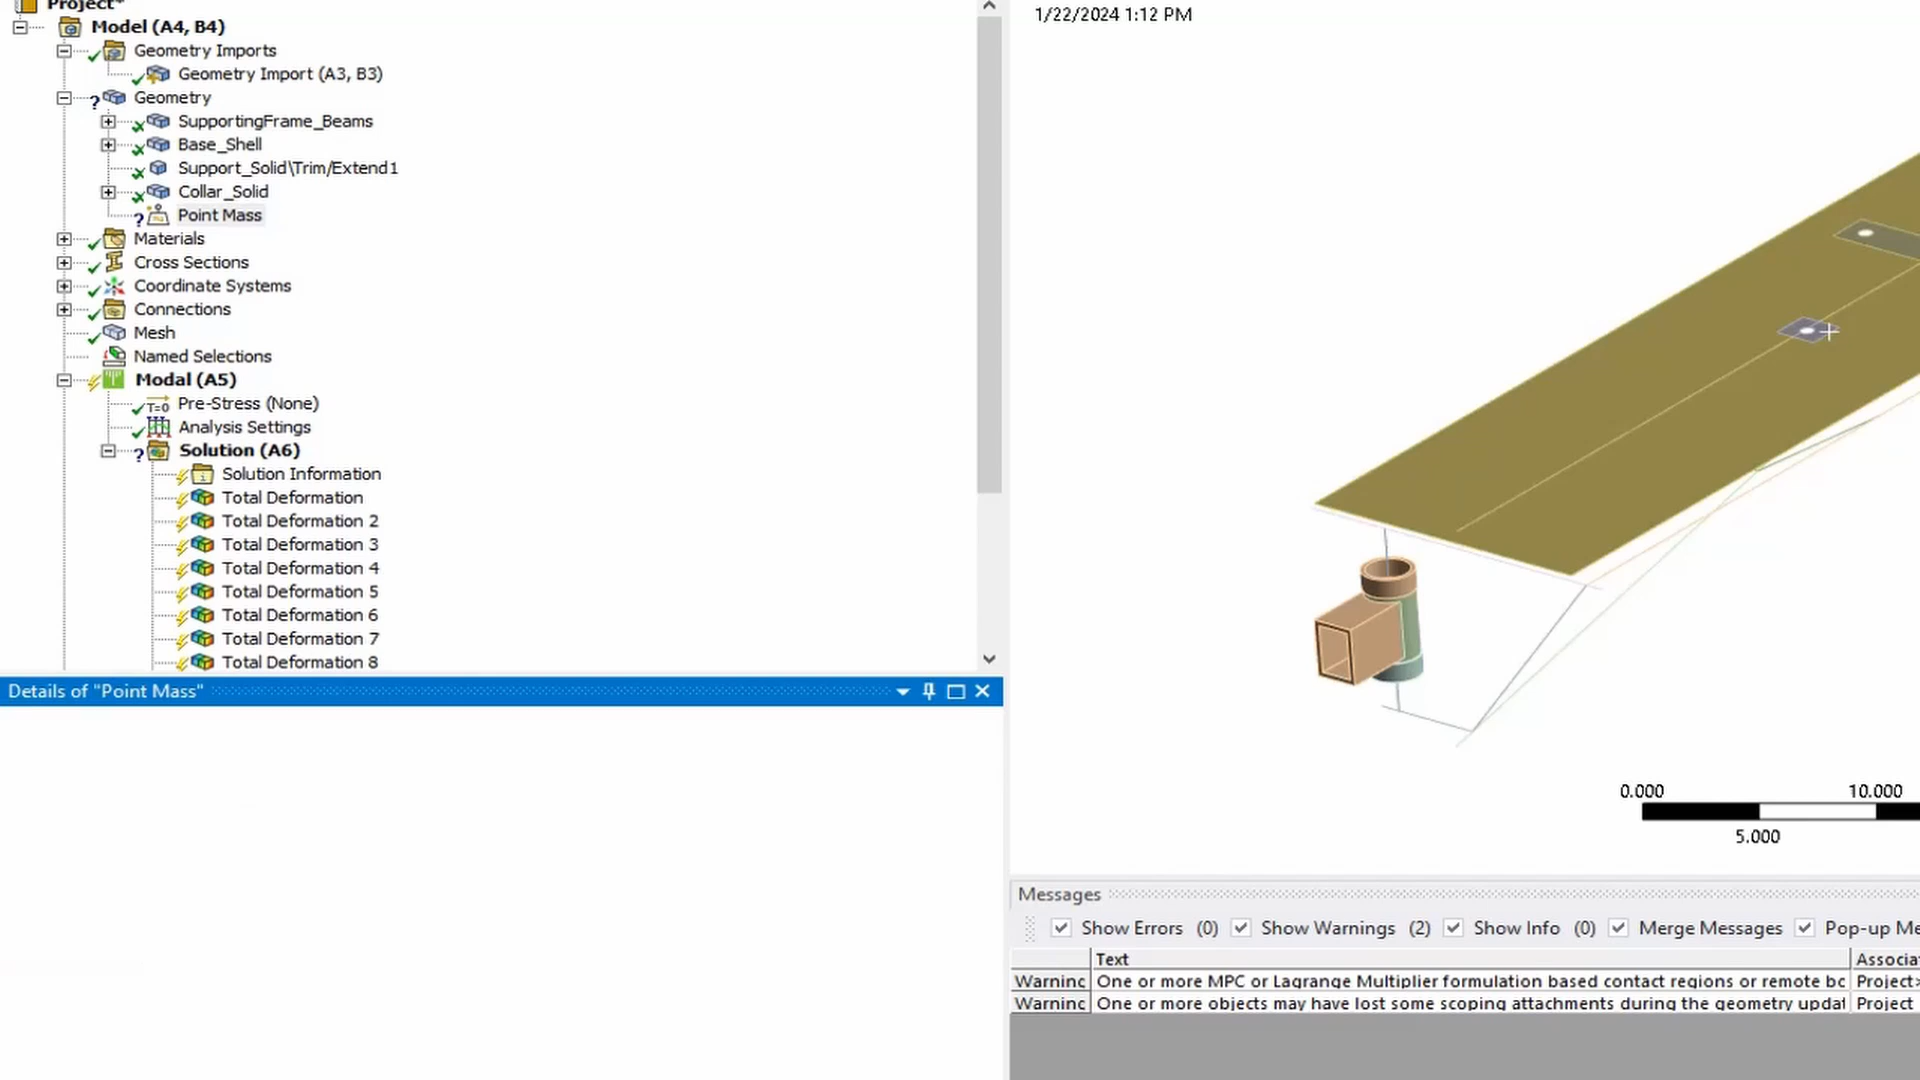 Project*
Model (A4, B4)
Geometry Imports
Geometry Import (A3, B3)
Geometry
SupportingFrame_Beams
Base_Shell
Support_Solid\Trim/Extend1
Collar_Solid
Point Mass
Materials
Cross Sections
Coordinate Systems
Connections
Mesh
Named Selections
Modal (A5)
T=0 Pre-Stress (None)
Analysis Settings
Solution (A6)
Solution Information
Total Deformation
Total Deformation 2
Total Deformation 3
Total Deformation 4
Total Deformation 5
Total Deformation 6
Total Deformation 7
Total Deformation 8
Details of "Point Mass"
1/22/2024 1:12 PM
0.000 10.000
5.000
Messages
Show Errors (0) Show Warnings (2) Show Info (0) Merge Messages Pop-up Me
Text Associa
Warninc One or more MPC or Lagrange Multiplier formulation based contact regions or remote bc Project>
Warninc One or more objects may have lost some scoping attachments during the geometry updat Project